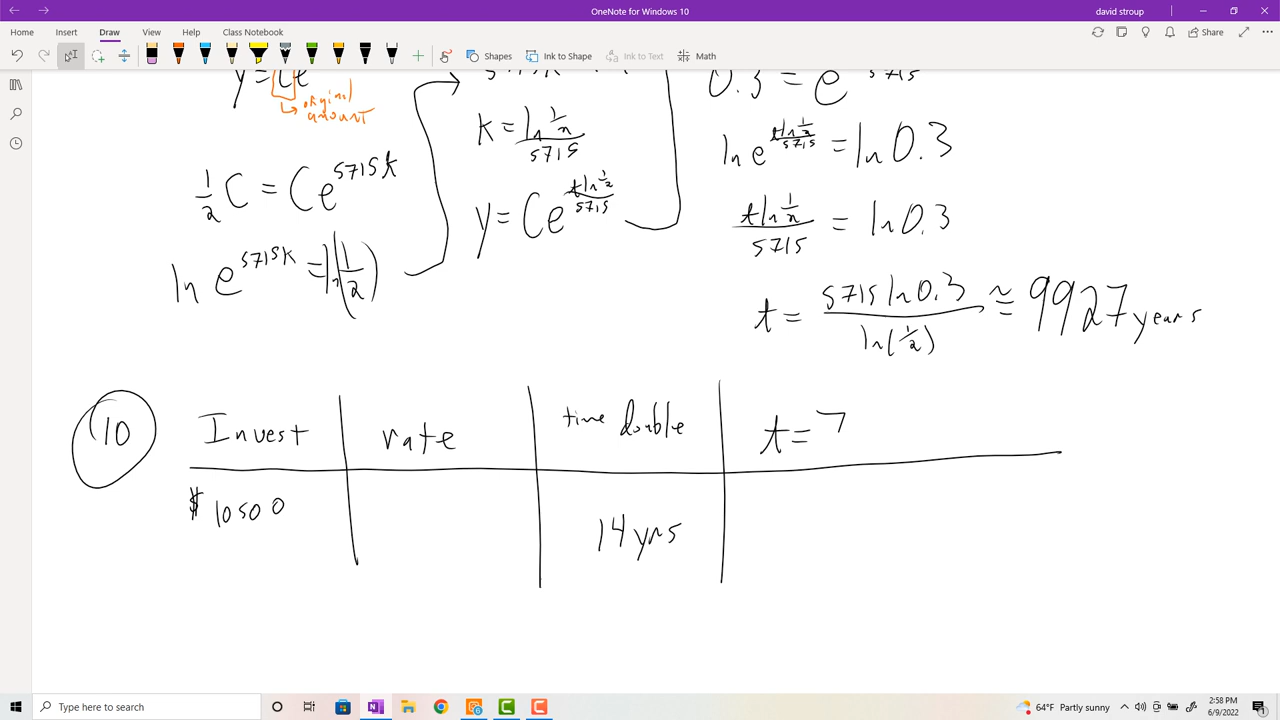 OneNote for Windows 10
david stroup
Home Insert Draw View Help Class Notebook
Share
Shapes Ink to Shape Ink to Text Math
→ original
amount
1/2 C = Ce^5715k
ln e^5715k = ln(1/2)
k = ln 1/2 / 5715
y = Ce^(t ln 1/2 / 5715)
0.3 = e
ln e^(t ln 1/2 / 5715) = ln 0.3
t ln 1/2 / 5715 = ln 0.3
t = 5715 ln 0.3 / ln(1/2) ≈ 9927 years
10 Invest rate time double t = 7
$ 10500 14 yrs
Type here to search
64°F Partly sunny
2:58 PM
6/9/2022